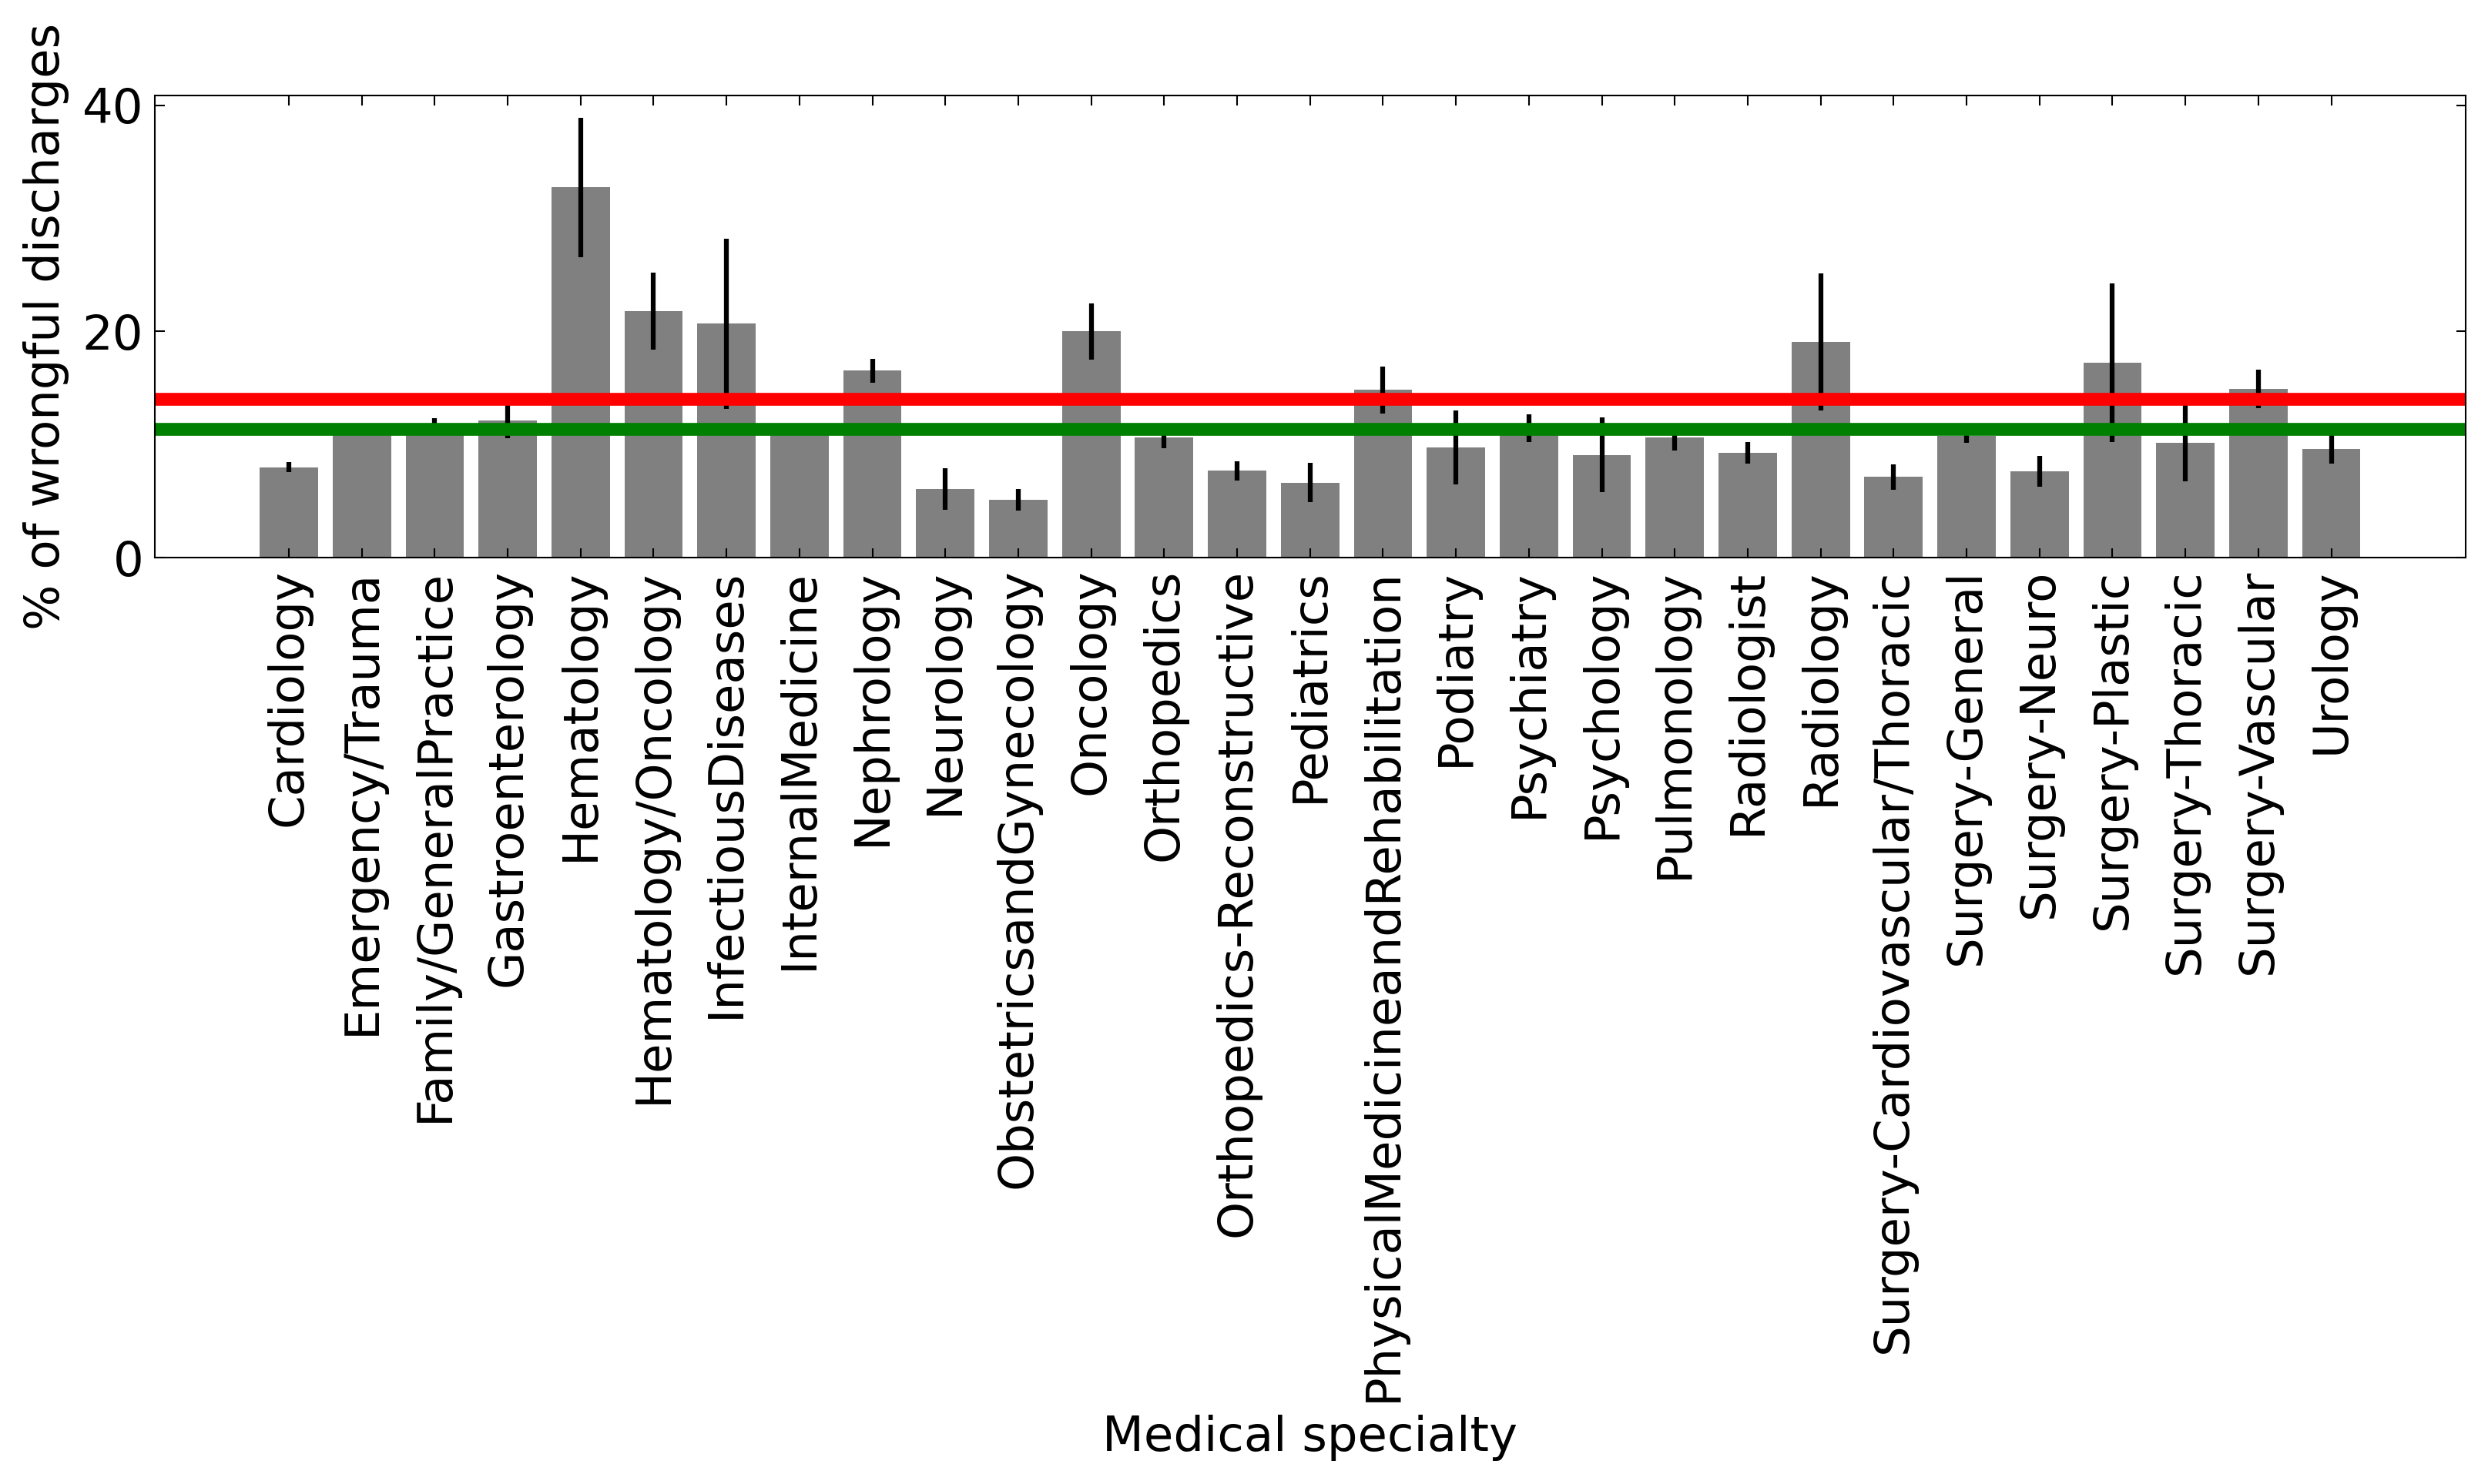 % of wrongful discharges
40
20
0
Cardiology
Emergency/Trauma
Family/GeneralPractice
Gastroenterology
Hematology
Hematology/Oncology
InfectiousDiseases
InternalMedicine
Nephrology
Neurology
ObstetricsandGynecology
Oncology
Orthopedics
Orthopedics-Reconstructive
Pediatrics
PhysicalMedicineandRehabilitation
Podiatry
Psychiatry
Psychology
Pulmonology
Radiologist
Radiology
Surgery-Cardiovascular/Thoracic
Surgery-General
Surgery-Neuro
Surgery-Plastic
Surgery-Thoracic
Surgery-Vascular
Urology
Medical specialty